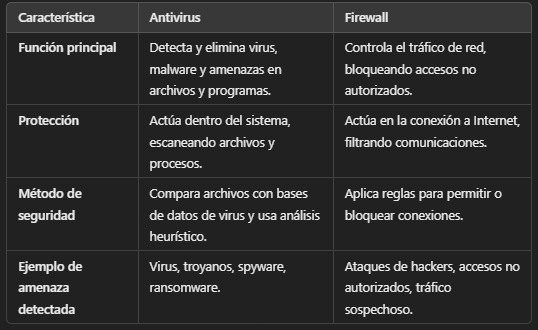 Característica Antivirus Firewall
Función principal Detecta y elimina virus, Controla el tráfico de red,
malware y amenazas en bloqueando accesos no
archivos y programas. autorizados.
Protección Actúa dentro del sistema, Actúa en la conexión a Internet,
escaneando archivos y filtrando comunicaciones.
procesos.
Método de Compara archivos con bases Aplica reglas para permitir o
seguridad de datos de virus y usa análisis bloquear conexiones.
heurístico.
Ejemplo de Virus, troyanos, spyware, Ataques de hackers, accesos no
amenaza ransomware. autorizados, tráfico
detectada sospechoso.